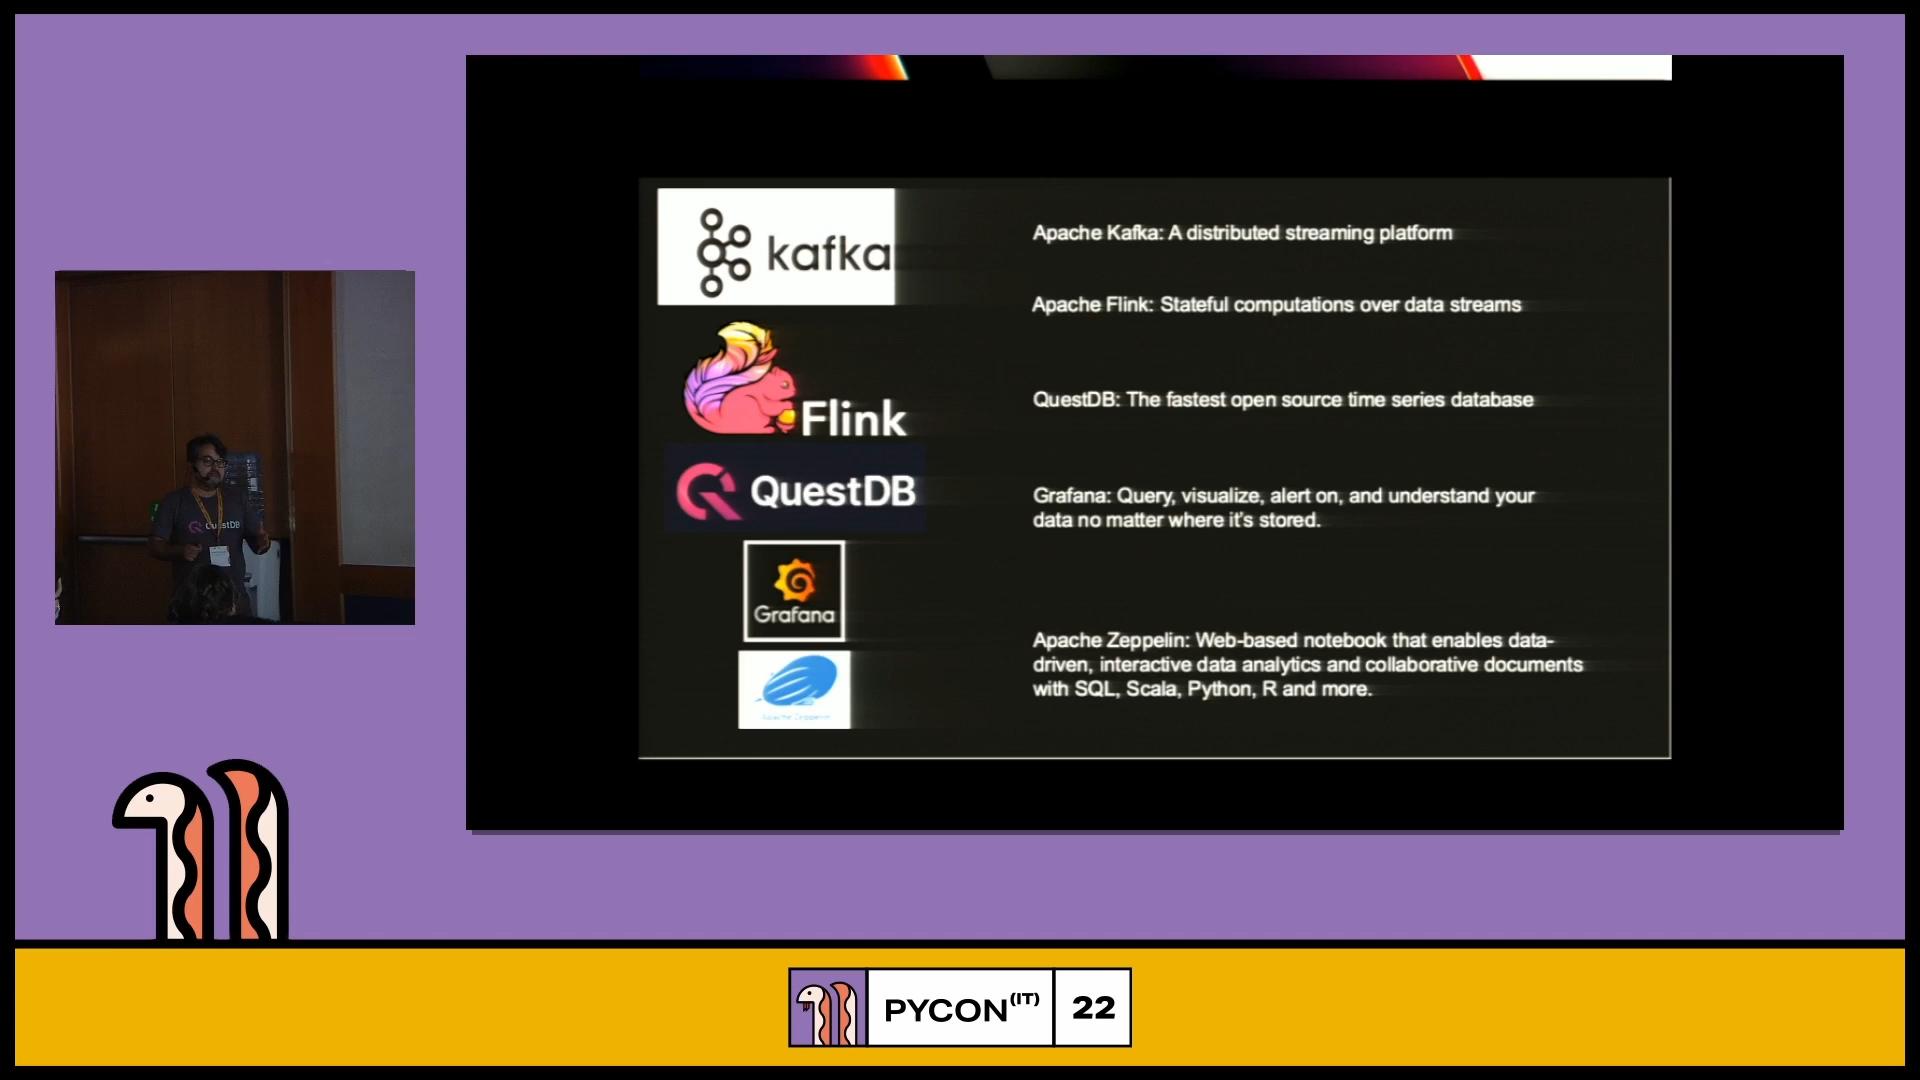 kafka
Apache Kafka: A distributed streaming platform
Apache Flink: Stateful computations over data streams
Flink
QuestDB: The fastest open source time series database
QuestDB
Grafana: Query, visualize, alert on, and understand your
data no matter where it's stored.
Grafana
Apache Zeppelin: Web-based notebook that enables data-
driven, interactive data analytics and collaborative documents
with SQL, Scala, Python, R and more.
Apache Zeppelin
QuestDB
PYCON(IT) 22